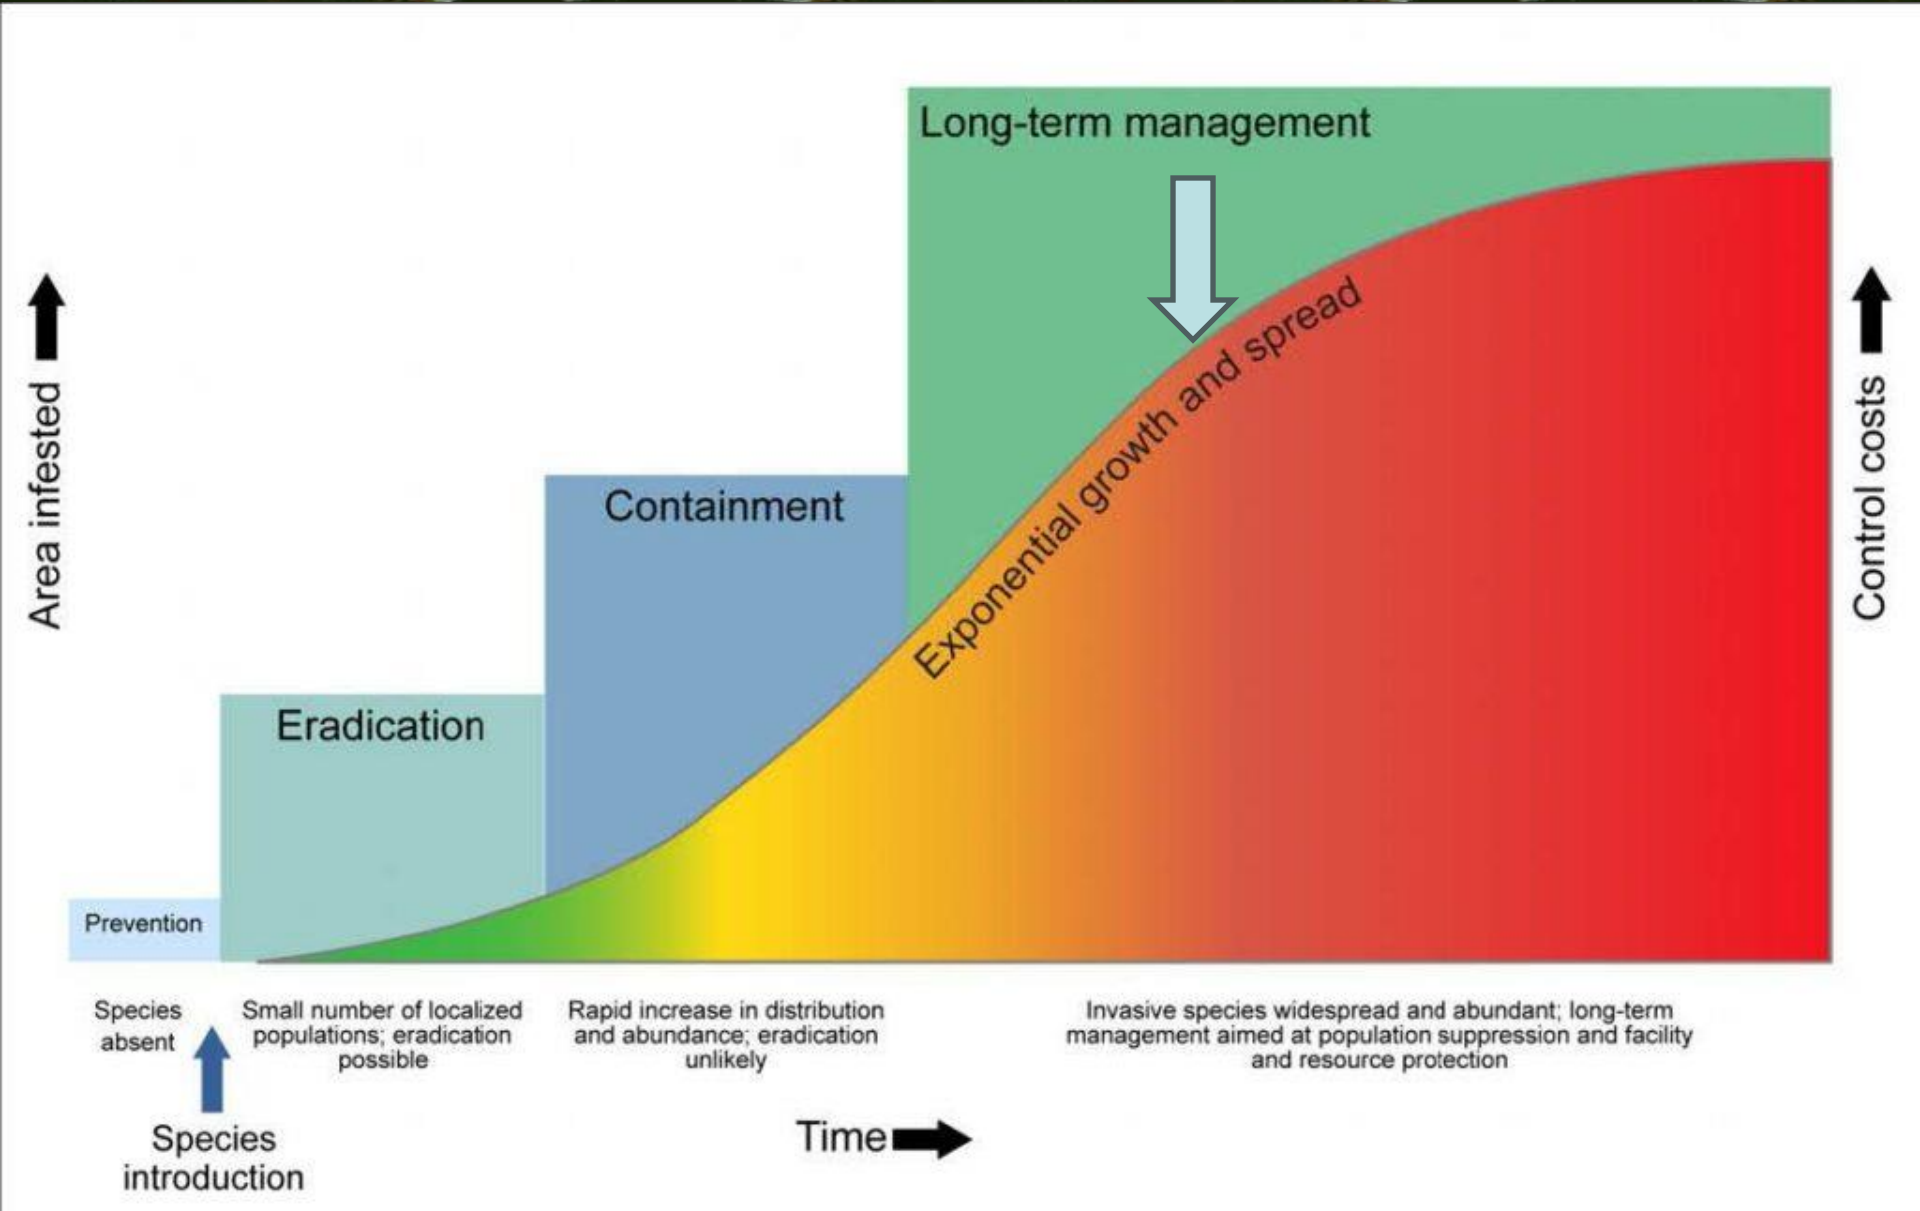 Long-term management
Exponential growth and spread
Area infested
Control costs
Containment
Eradication
Prevention
Species
absent
Small number of localized
populations; eradication
possible
Rapid increase in distribution
and abundance; eradication
unlikely
Invasive species widespread and abundant; long-term
management aimed at population suppression and facility
and resource protection
Species
introduction
Time